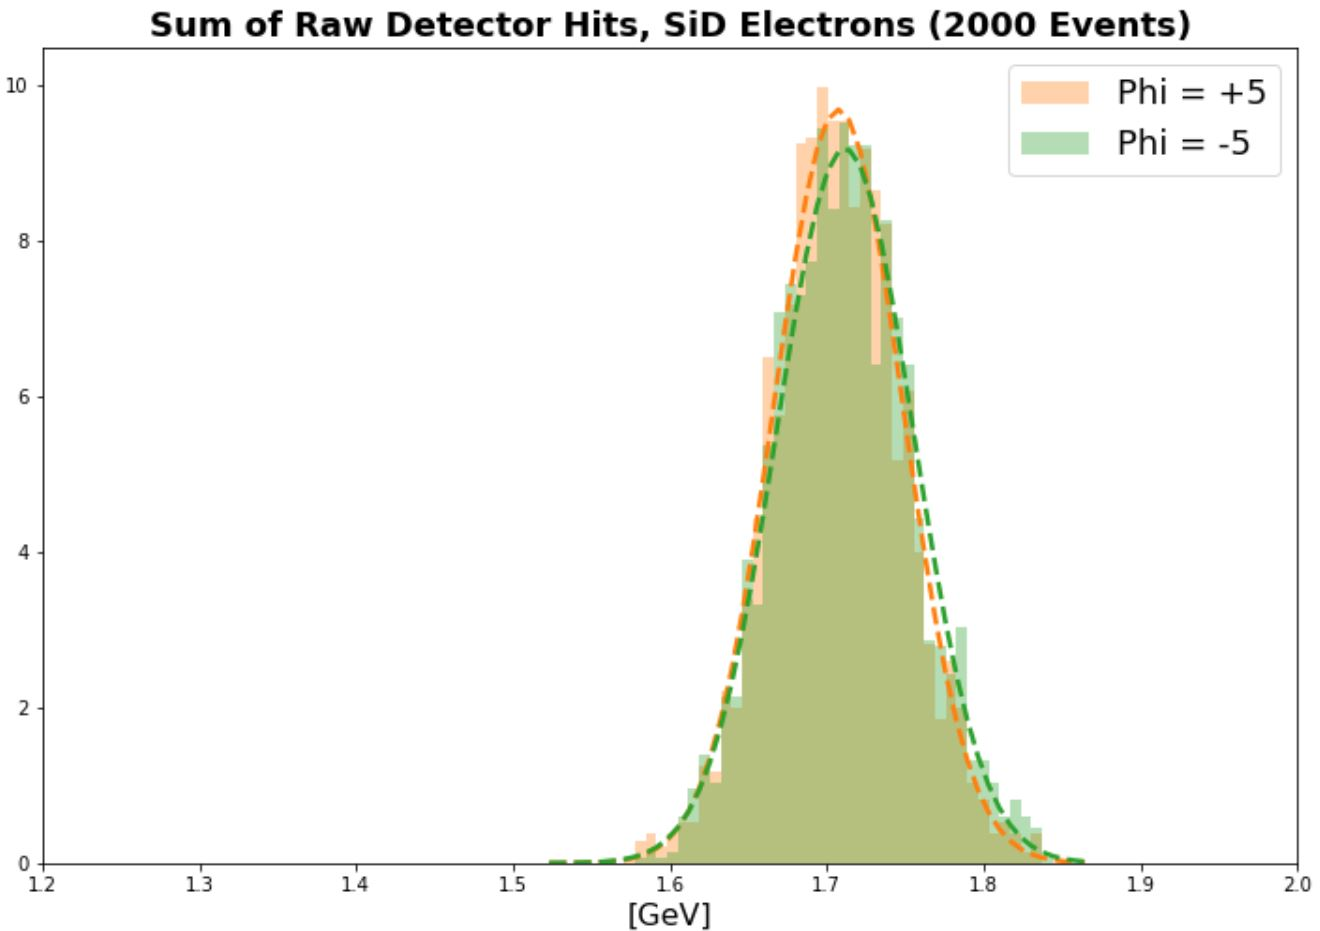 Sum of Raw Detector Hits, SiD Electrons (2000 Events)
Phi = +5
Phi = -5
10
8
6
4
2
0
1.2 1.3 1.4 1.5 1.6 1.7 1.8 1.9 2.0
[GeV]